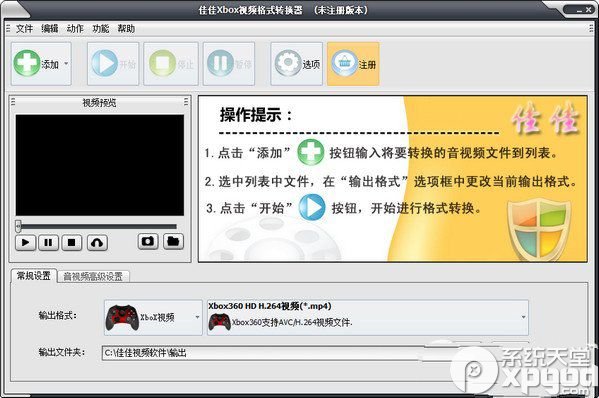 佳佳Xbox视频格式转换器 （未注册版本）
文件 编辑 动作 功能
添加 开始 停止 暂停 选项 注册
视频预览
操作提示：
佳 佳
1. 点击“添加” 按钮输入将要转换的音视频文件到列表。
2. 选中列表中文件，在“输出格式”选项框中更改当前输出格式。
3. 点击“开始” 按钮，开始进行格式转换。
常规设置 音视频高级设置
输出格式: XboX视频
Xbox360 HD H.264视频(*.mp4)
Xbox360支持AVC/H.264视频文件.
输出文件夹: C:\佳佳视频软件\输出
系统天堂